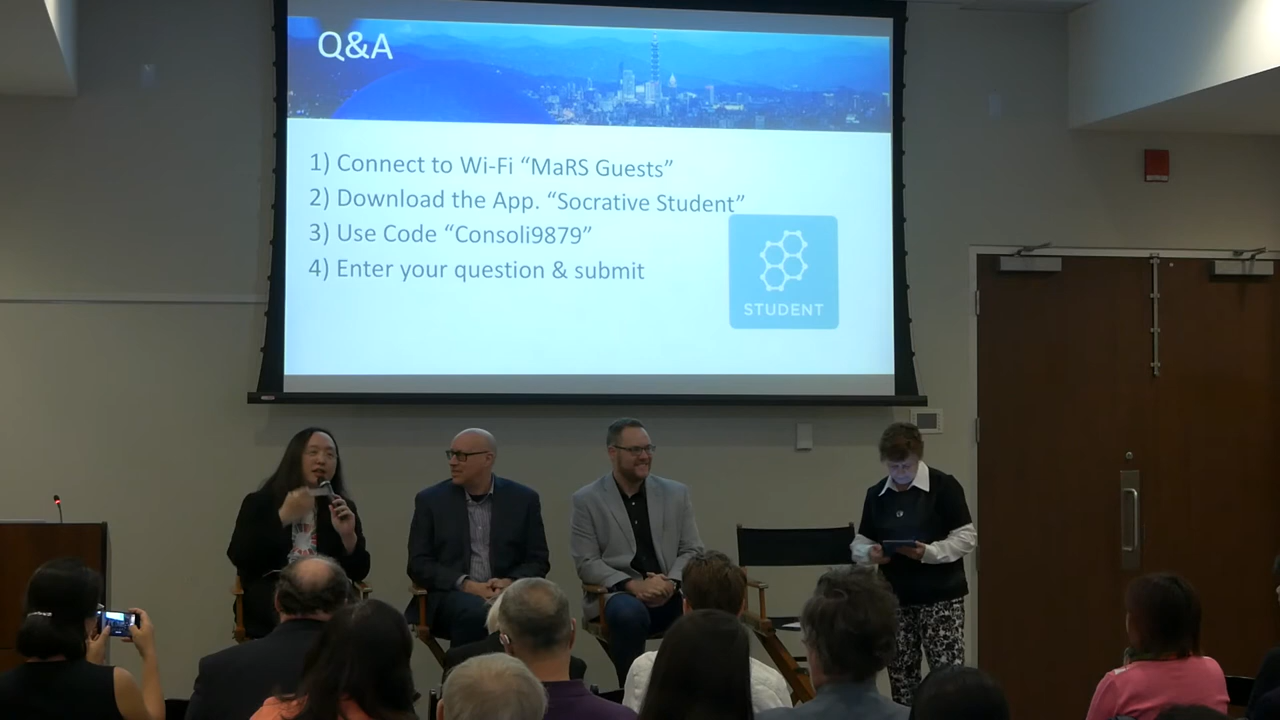 Q&A
1) Connect to Wi-Fi “MaRS Guests”
2) Download the App. “Socrative Student”
3) Use Code “Consoli9879”
4) Enter your question & submit
STUDENT